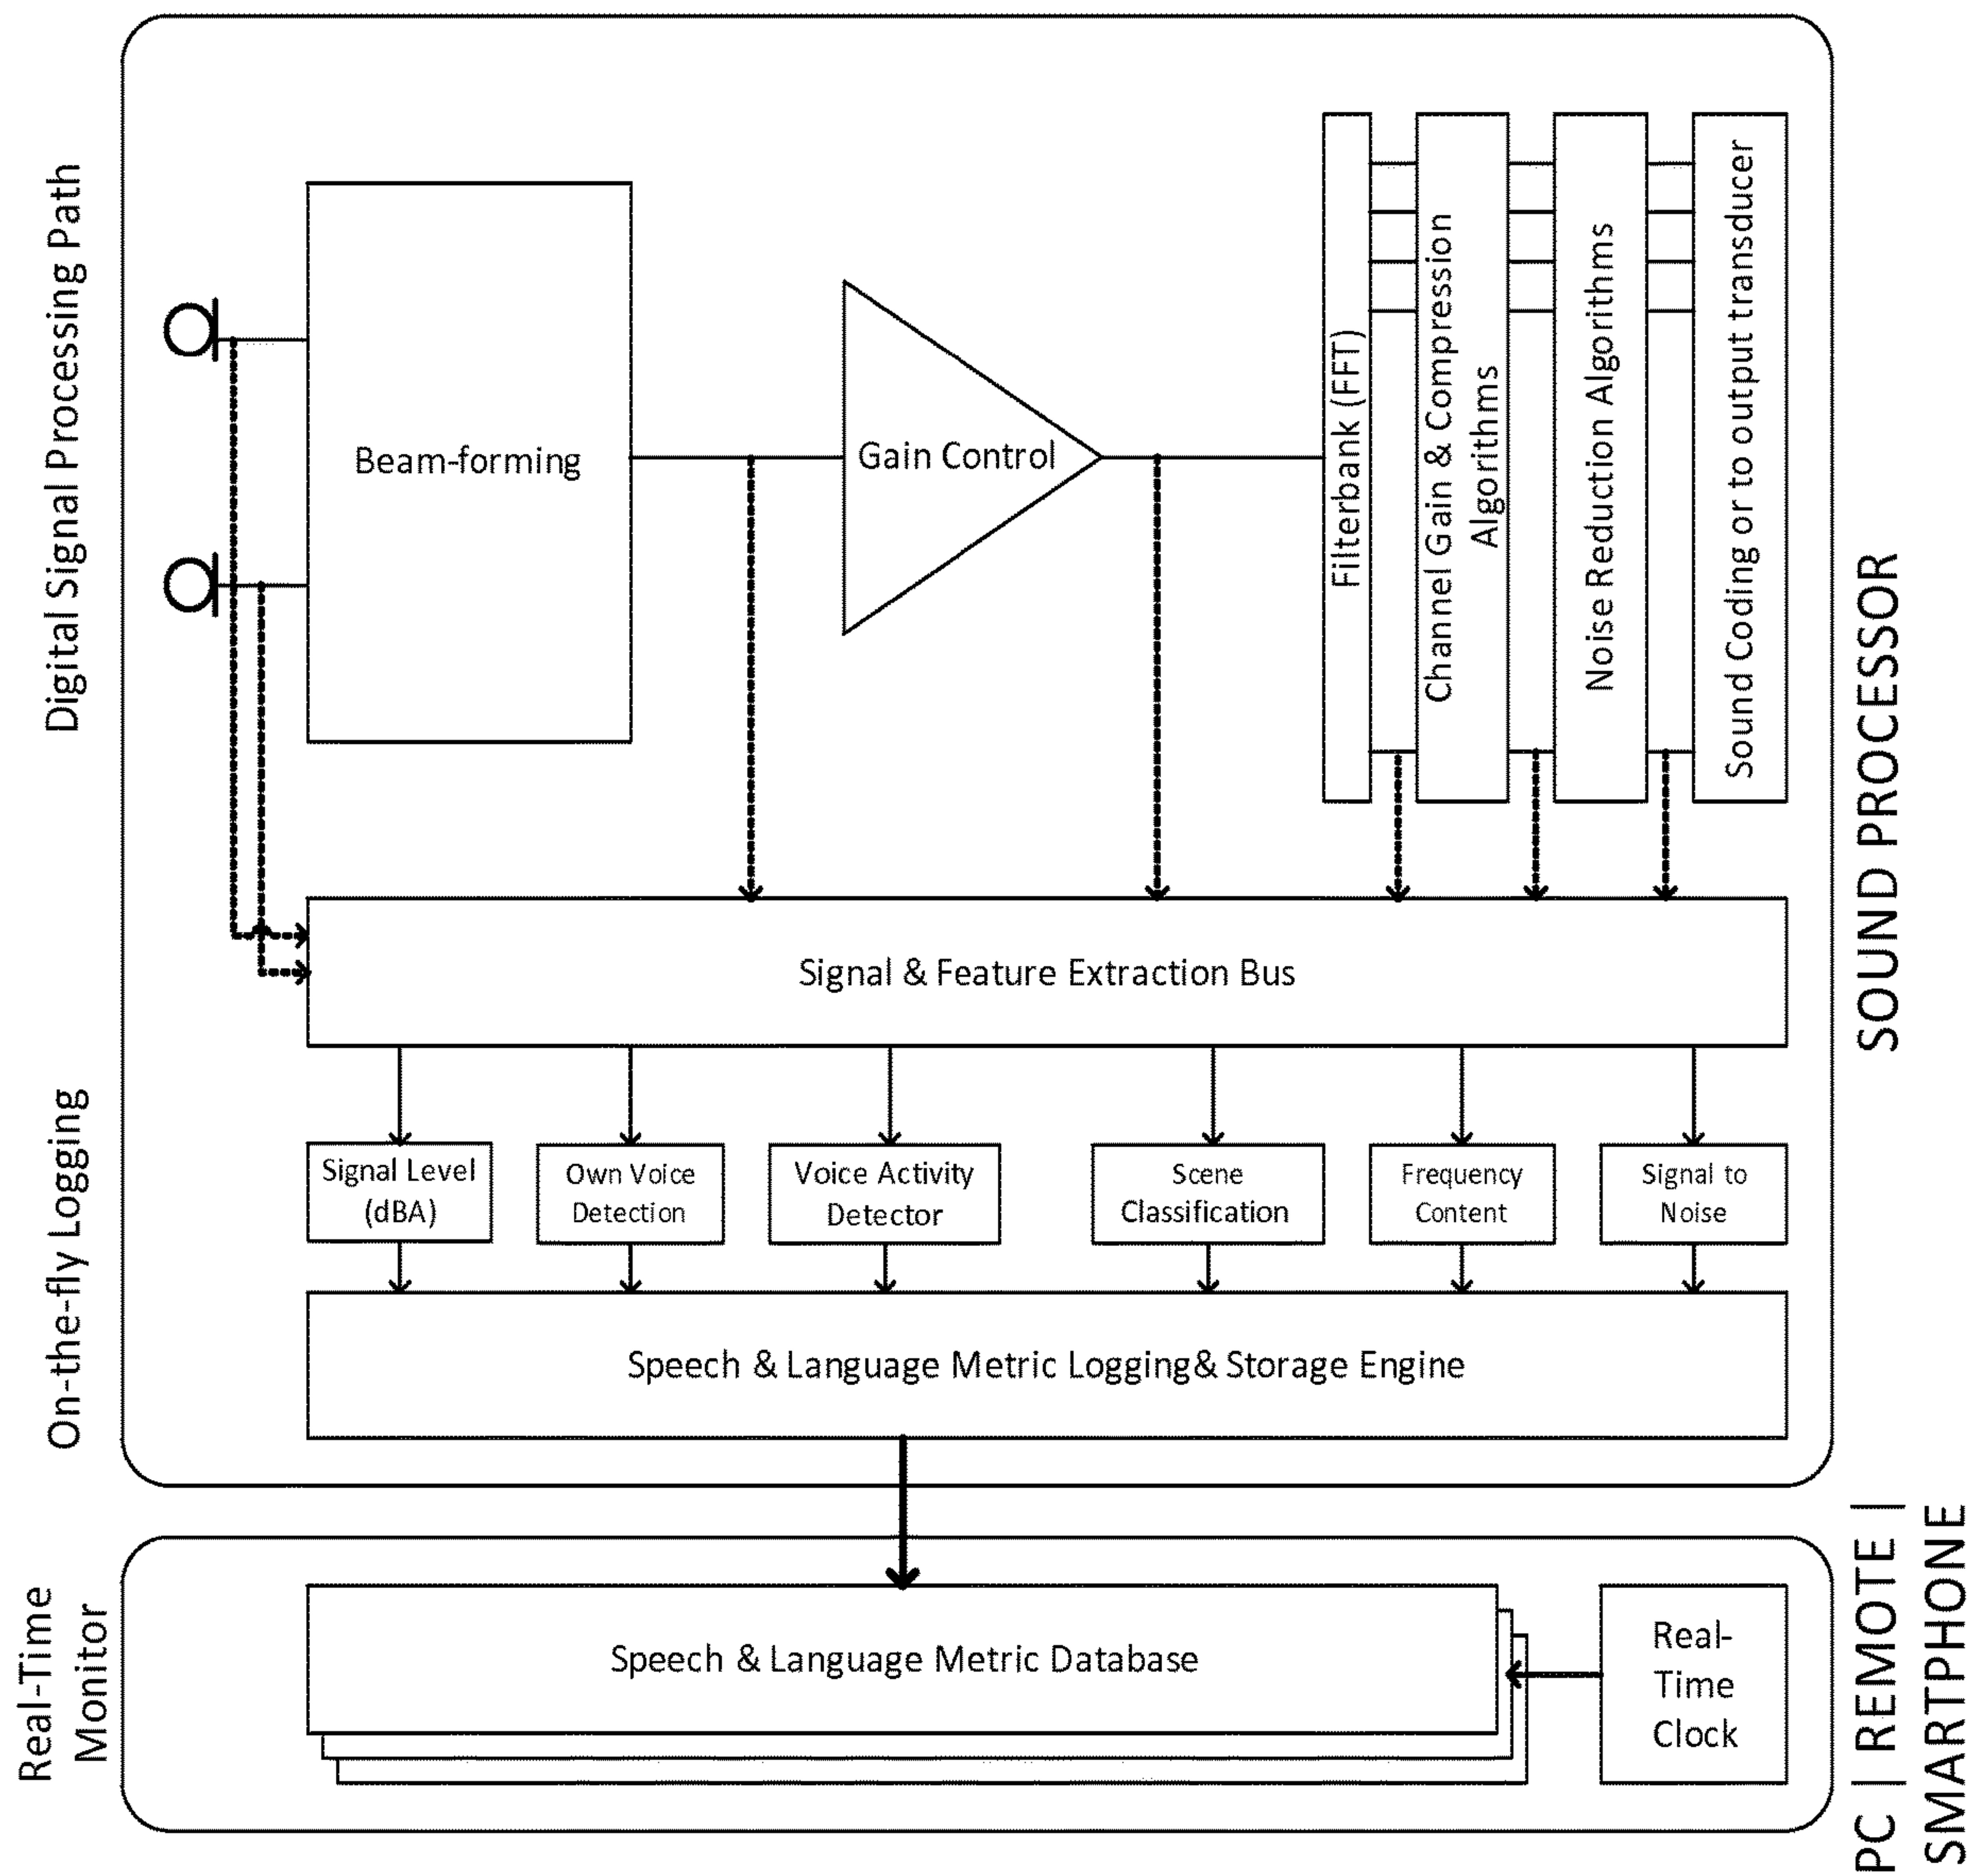 Digital Signal Processing Path
Beam-forming
Gain Control
Filterbank (FFT)
Channel Gain & Compression
Algorithms
Noise Reduction Algorithms
Sound Coding or to output transducer
SOUND PROCESSOR
Signal & Feature Extraction Bus
On-the-fly Logging
Signal Level
(dBA)
Own Voice
Detection
Voice Activity
Detector
Scene
Classification
Frequency
Content
Signal to
Noise
Speech & Language Metric Logging& Storage Engine
Real-Time
Monitor
Speech & Language Metric Database
Real-
Time
Clock
PC | REMOTE |
SMARTPHONE